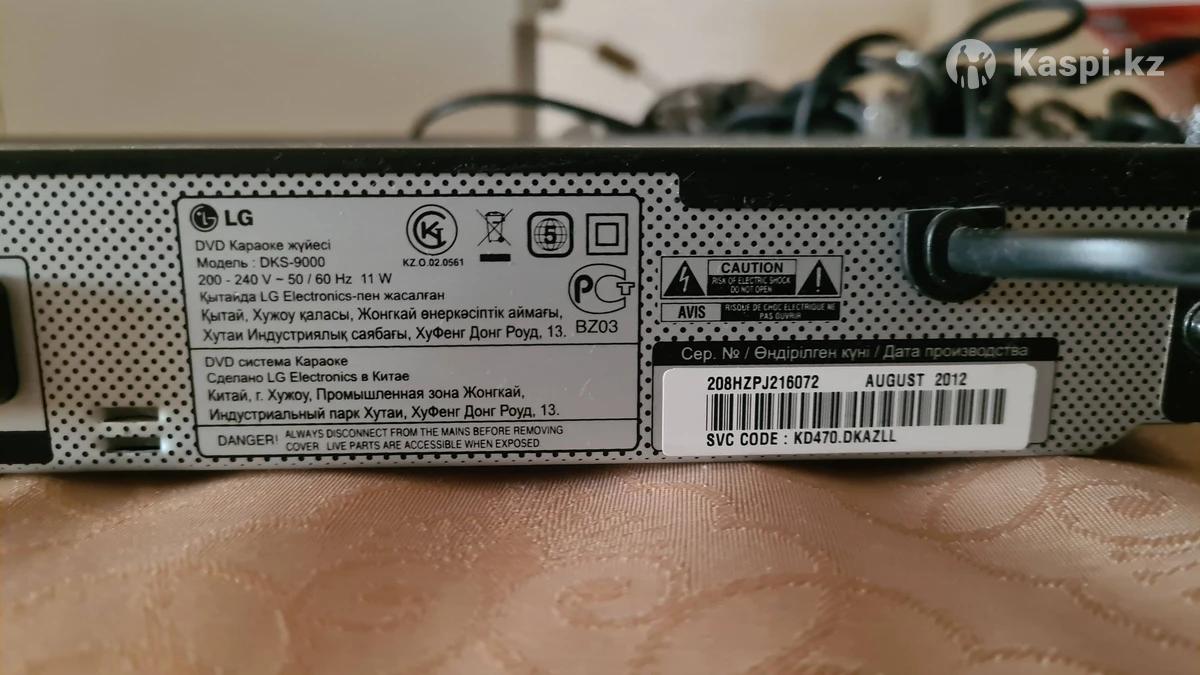 Kaspi.kz
LG
DVD Караоке жүйесі
Модель : DKS-9000
200 - 240 V ~ 50 / 60 Hz 11 W
Қытайда LG Electronics-пен жасалған
Қытай, Хужоу қаласы, Жонгкай өнеркәсіптік аймағы,
Хутаи Индустриялық саябағы, ХуФенг Донг Роуд, 13.
KZ.O.02.0561
5
BZ03
DVD система Караоке
Сделано LG Electronics в Китае
Китай, г. Хужоу, Промышленная зона Жонгкай,
Индустриальный парк Хутаи, ХуФенг Донг Роуд, 13.
DANGER! ALWAYS DISCONNECT FROM THE MAINS BEFORE REMOVING
COVER LIVE PARTS ARE ACCESSIBLE WHEN EXPOSED.
CAUTION
RISK OF ELECTRIC SHOCK
DO NOT OPEN
AVIS
RISQUE DE CHOC ELECTRIQUE NE
PAS OUVRIR
Сер. № / Өндірілген күні / Дата производства
208HZPJ216072 AUGUST 2012
SVC CODE : KD470.DKAZLL